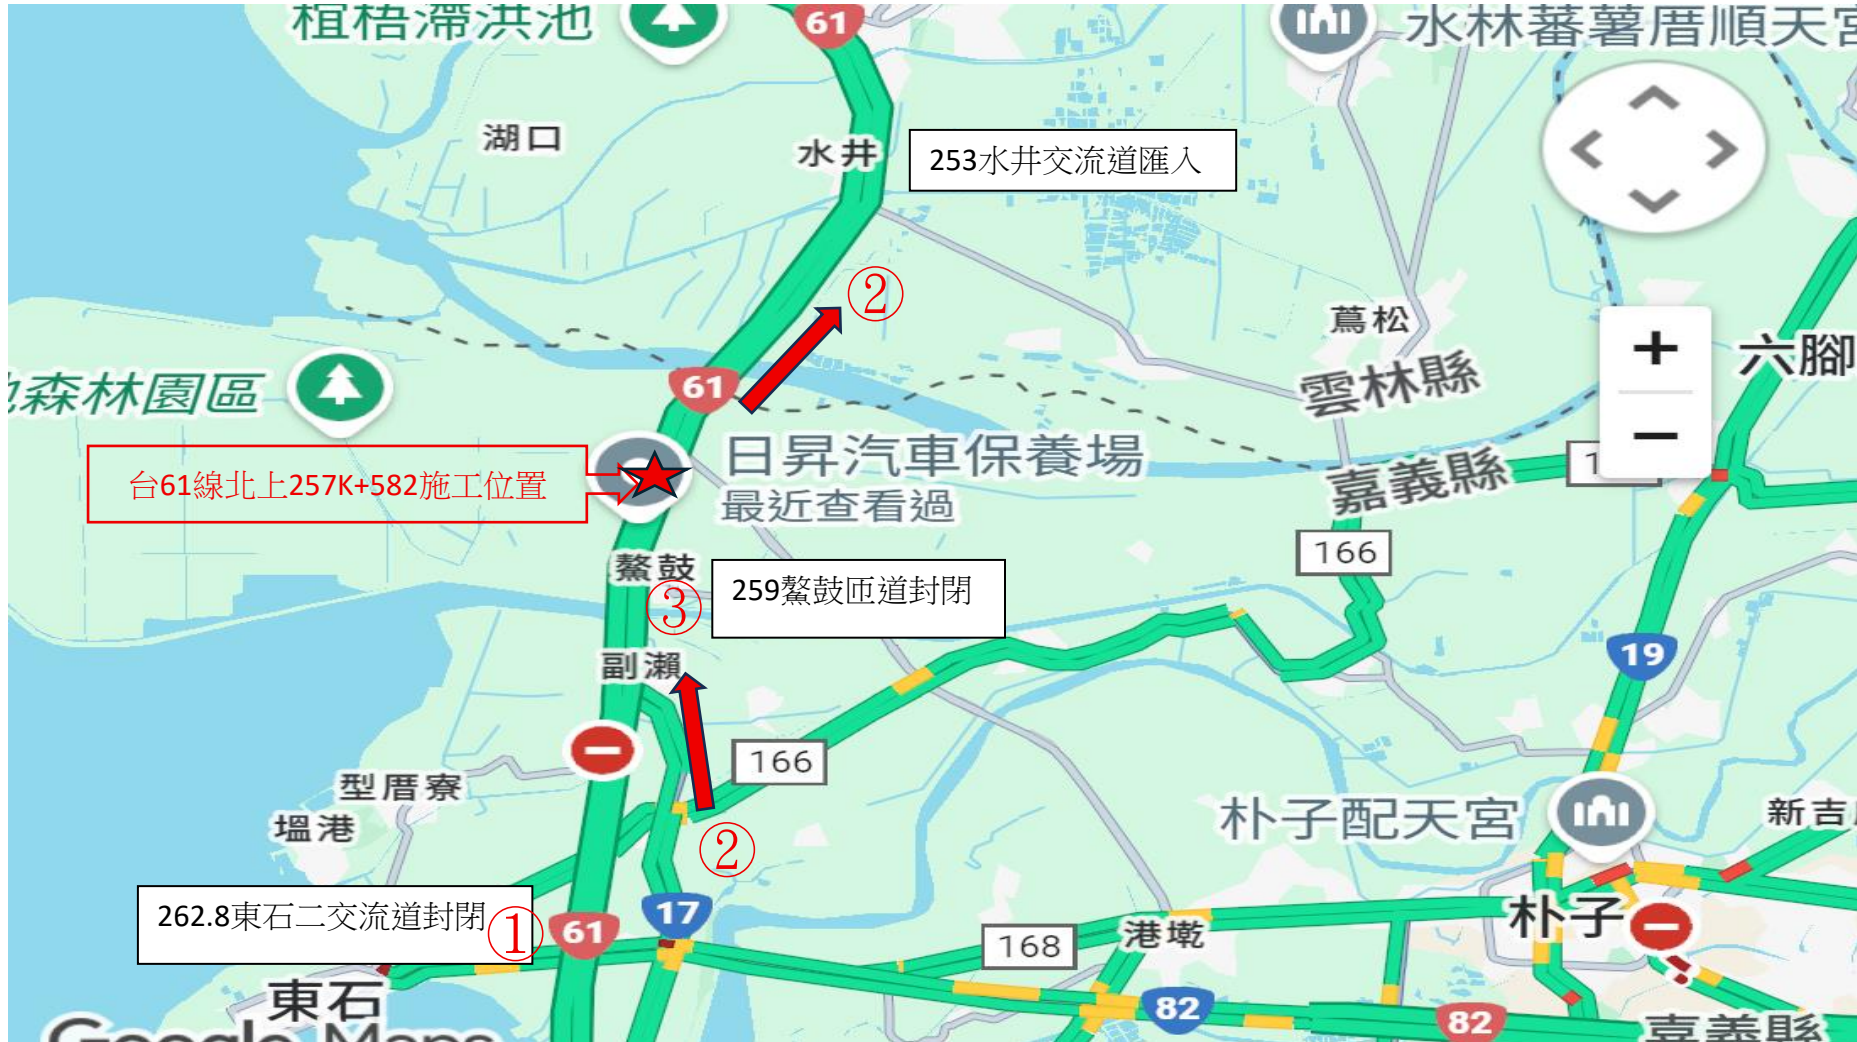 植梧滯洪池
61
水林蕃薯厝順天宮
湖口
水井
253水井交流道匯入
②
蔦松
雲林縣
六腳
+
−
森林園區
61
日昇汽車保養場
最近查看過
台61線北上257K+582施工位置
嘉義縣
1
166
鰲鼓
③
259鰲鼓匝道封閉
副瀨
19
166
型厝寮
塭港
②
朴子配天宮
新吉
262.8東石二交流道封閉
①
61
17
168
港墘
朴子
東石
82
82
嘉義縣
Google Maps